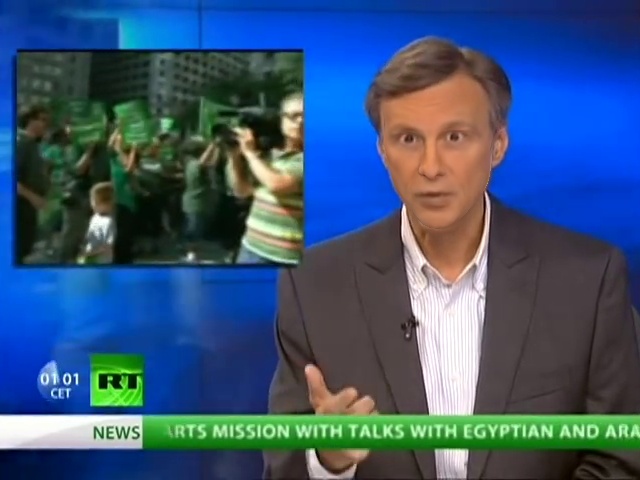 01 01
CET
RT
NEWS
ARTS MISSION WITH TALKS WITH EGYPTIAN AND ARA